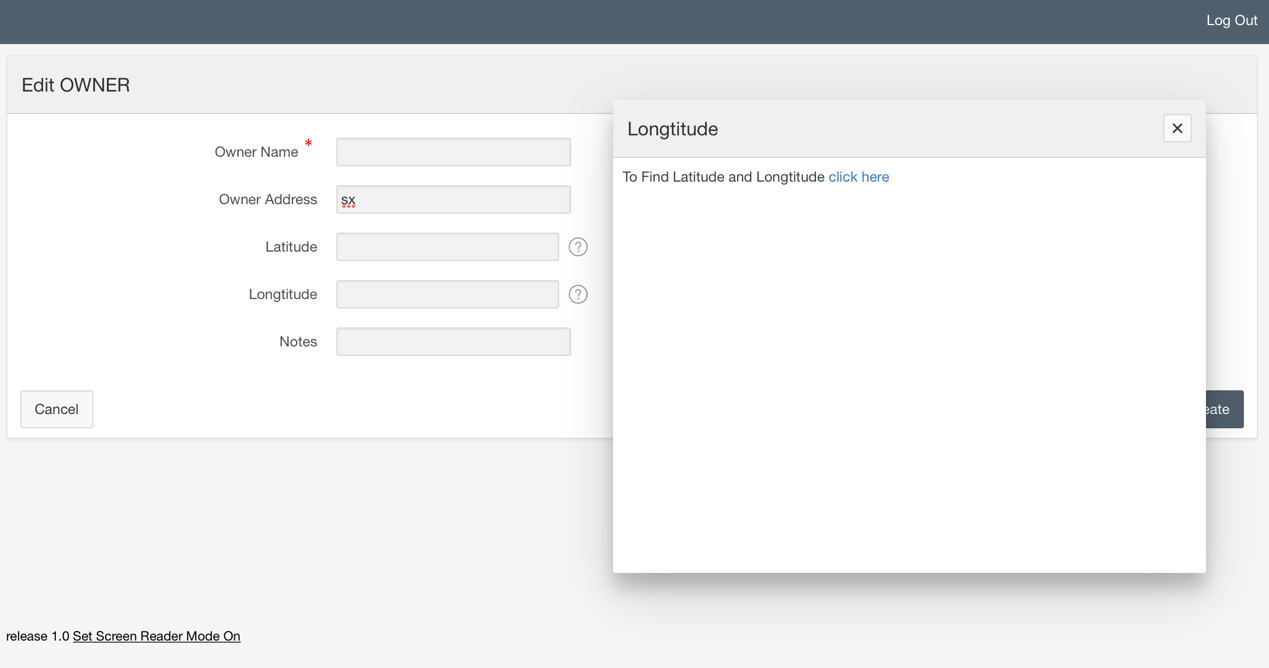 Log Out
Edit OWNER
Longtitude
To Find Latitude and Longtitude click here
Owner Name *
Owner Address sx
Latitude ?
Longtitude ?
Notes
Cancel
eate
release 1.0 Set Screen Reader Mode On